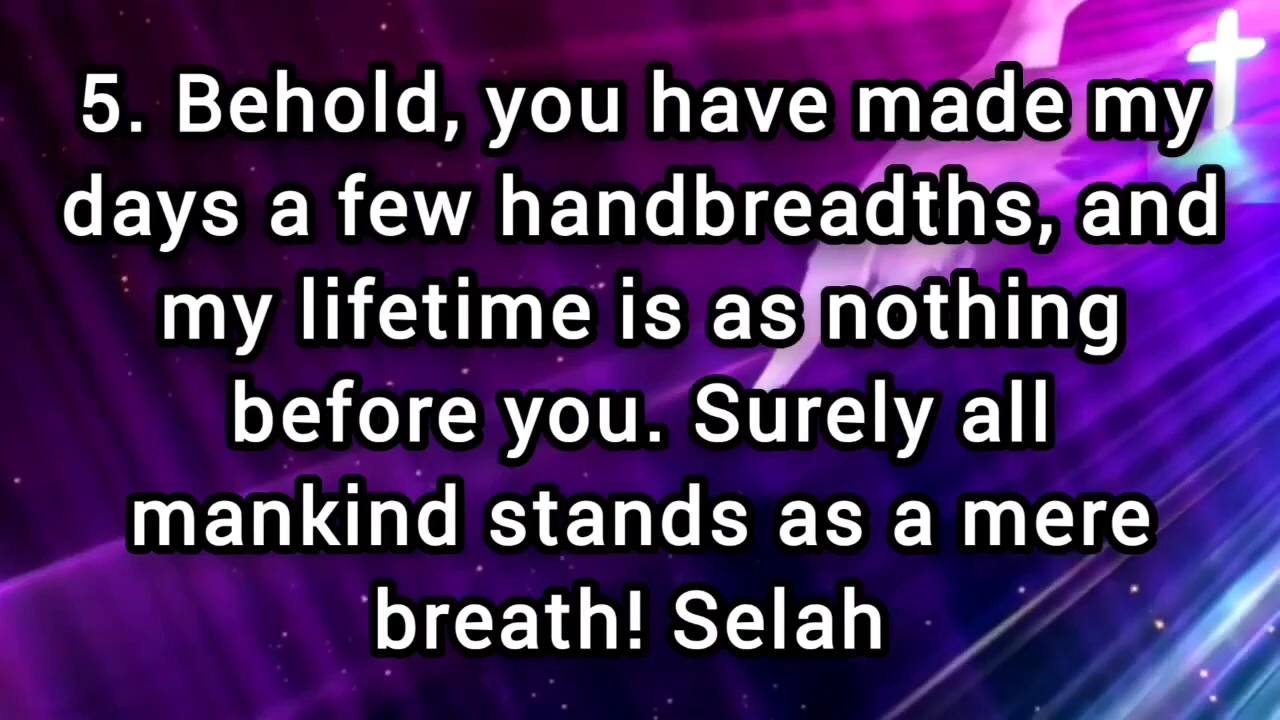 5. Behold, you have made my
days a few handbreadths, and
my lifetime is as nothing
before you. Surely all
mankind stands as a mere
breath! Selah